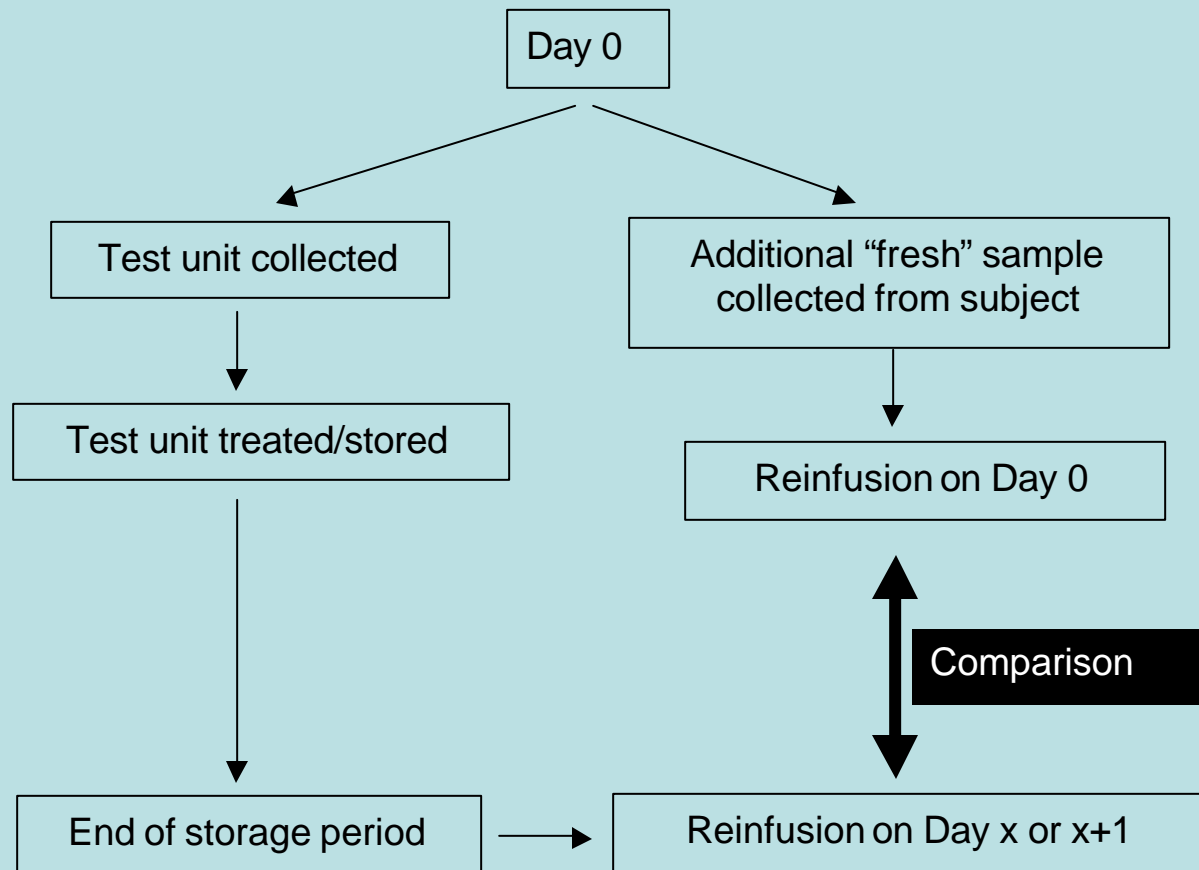 Day 0
Test unit collected
Additional “fresh” sample
collected from subject
Test unit treated/stored
Reinfusion on Day 0
Comparison
End of storage period
Reinfusion on Day x or x+1